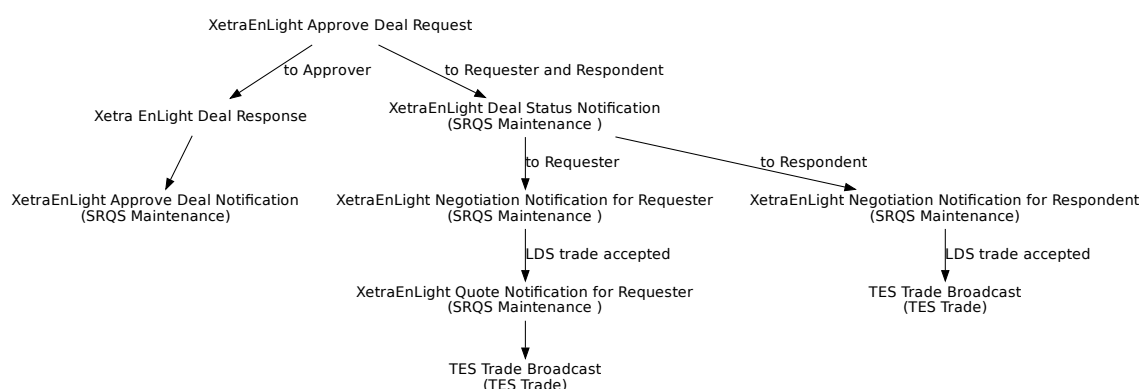 XetraEnLight Approve Deal Request
to Approver
to Requester and Respondent
Xetra EnLight Deal Response
XetraEnLight Deal Status Notification
(SRQS Maintenance )
to Requester
to Respondent
XetraEnLight Approve Deal Notification
(SRQS Maintenance)
XetraEnLight Negotiation Notification for Requester
(SRQS Maintenance )
XetraEnLight Negotiation Notification for Respondent
(SRQS Maintenance)
LDS trade accepted
LDS trade accepted
XetraEnLight Quote Notification for Requester
(SRQS Maintenance )
TES Trade Broadcast
(TES Trade)
TES Trade Broadcast
(TES Trade)